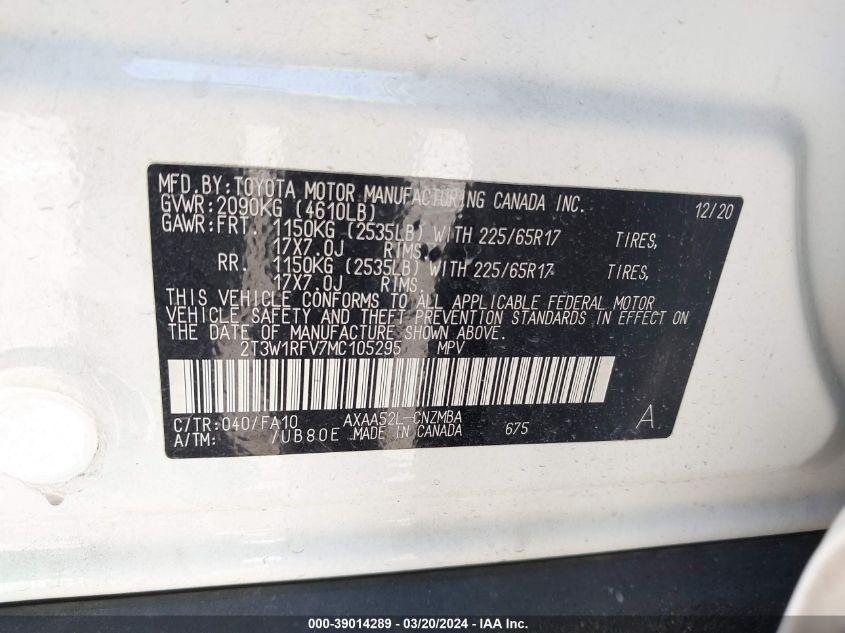 MFD.BY:TOYOTA MOTOR MANUFACTURING CANADA INC. 12/20
GVWR:2090KG (4610LB)
GAWR:FRT. 1150KG (2535LB) WITH 225/65R17 TIRES,
17X7.0J RIMS,
RR. 1150KG (2535LB) WITH 225/65R17 TIRES,
17X7.0J RIMS.
THIS VEHICLE CONFORMS TO ALL APPLICABLE FEDERAL MOTOR
VEHICLE SAFETY AND THEFT PREVENTION STANDARDS IN EFFECT ON
THE DATE OF MANUFACTURE SHOWN ABOVE.
2T3W1RFV7MC105295 MPV
C/TR:040/FA10 AXAA52L-CNZMBA A
A/TM: /UB80E MADE IN CANADA 675
000-39014289 - 03/20/2024 - IAA, Inc.